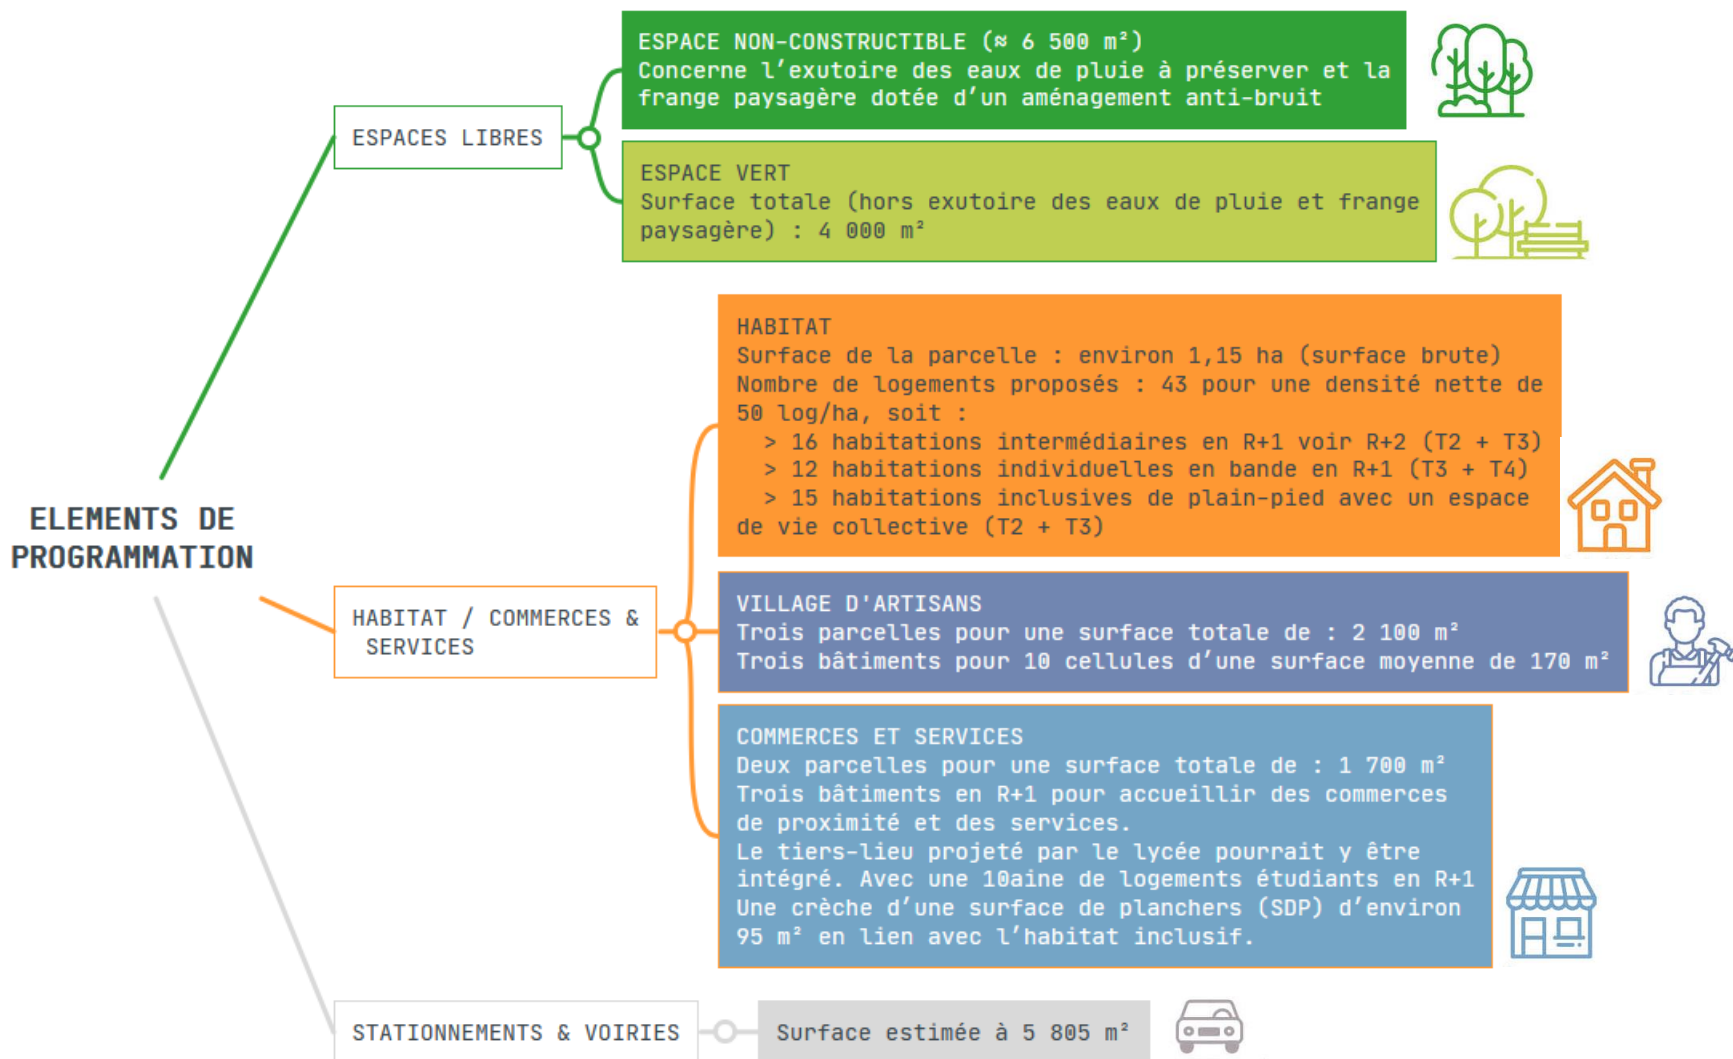 ELEMENTS DE
PROGRAMMATION
ESPACES LIBRES
ESPACE NON-CONSTRUCTIBLE (≈ 6 500 m²)
Concerne l’exutoire des eaux de pluie à préserver et la
frange paysagère dotée d’un aménagement anti-bruit
ESPACE VERT
Surface totale (hors exutoire des eaux de pluie et frange
paysagère) : 4 000 m²
HABITAT / COMMERCES &
SERVICES
HABITAT
Surface de la parcelle : environ 1,15 ha (surface brute)
Nombre de logements proposés : 43 pour une densité nette de
50 log/ha, soit :
> 16 habitations intermédiaires en R+1 voir R+2 (T2 + T3)
> 12 habitations individuelles en bande en R+1 (T3 + T4)
> 15 habitations inclusives de plain-pied avec un espace
de vie collective (T2 + T3)
VILLAGE D'ARTISANS
Trois parcelles pour une surface totale de : 2 100 m²
Trois bâtiments pour 10 cellules d’une surface moyenne de 170 m²
COMMERCES ET SERVICES
Deux parcelles pour une surface totale de : 1 700 m²
Trois bâtiments en R+1 pour accueillir des commerces
de proximité et des services.
Le tiers-lieu projeté par le lycée pourrait y être
intégré. Avec une 10aine de logements étudiants en R+1
Une crèche d’une surface de planchers (SDP) d’environ
95 m² en lien avec l’habitat inclusif.
STATIONNEMENTS & VOIRIES
Surface estimée à 5 805 m²